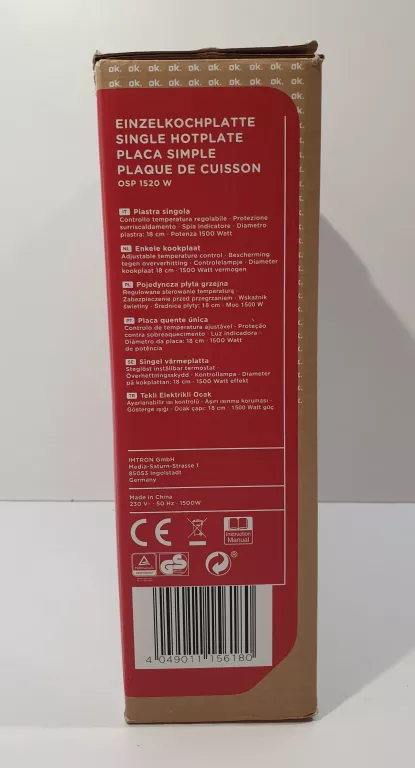 ok. ok. ok. ok. ok. ok. ok.
ok. ok. ok. ok. ok. ok. ok.
EINZELKOCHPLATTE
SINGLE HOTPLATE
PLACA SIMPLE
PLAQUE DE CUISSON
OSP 1520 W
IT Piastra singola
Controllo temperatura regolabile · Protezione
surriscaldamento · Spie indicatore · Diametro
piastra: 18 cm · Potenza 1500 Watt
NL Enkele kookplaat
Adjustable temperature control · Bescherming
tegen oververhitting · Controlelampje · Diameter
kookplaat 18 cm · 1500 Watt vermogen
PL Pojedyncza płyta grzejna
Regulowane sterowanie temperaturą ·
Zabezpieczenie przed przegrzaniem · Wskaźnik
świetlny · Średnica płyty: 18 cm · Moc 1500 W
PT Placa quente única
Controlo de temperatura ajustável · Proteção
contra sobreaquecimento · Luz indicadora ·
Diâmetro da placa: 18 cm · 1500 Watt
de potência
SE Singel värmeplatta
Steglöst inställbar termostat ·
Överhettningsskydd · Kontrollampa · Diameter
på kokplattan: 18 cm · 1500 Watt effekt
TR Tekli Elektrikli Ocak
Ayarlanabilir ısı kontrolü · Aşırı ısınma koruması ·
Gösterge ışığı · Ocak çapı: 18 cm · 1500 Watt güç
IMTRON GmbH
Media-Saturn-Strasse 1
85053 Ingolstadt
Germany
Made in China
230 V~ · 50 Hz · 1500W
CE
Instruction
Manual
TÜVRheinland
GS
4 049011 156180